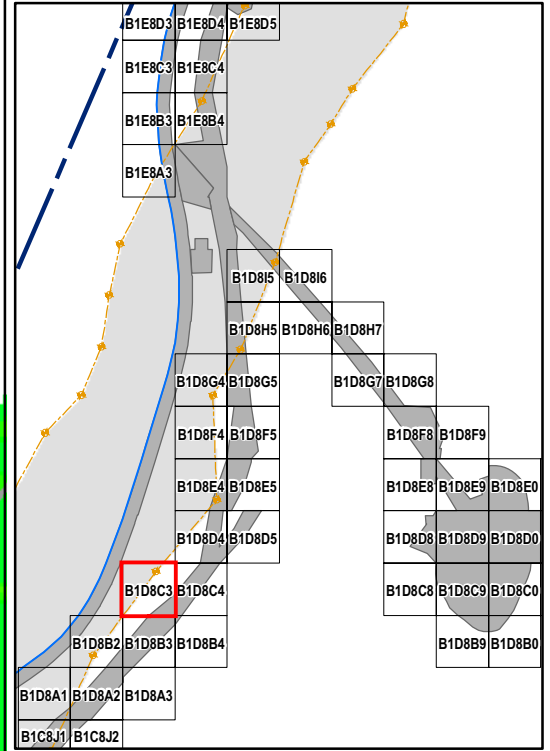 B1E8D3 B1E8D4 B1E8D5
B1E8C3 B1E8C4
B1E8B3 B1E8B4
B1E8A3
B1D8I5 B1D8I6
B1D8H5 B1D8H6 B1D8H7
B1D8G4 B1D8G5 B1D8G7 B1D8G8
B1D8F4 B1D8F5 B1D8F8 B1D8F9
B1D8E4 B1D8E5 B1D8E8 B1D8E9 B1D8E0
B1D8D4 B1D8D5 B1D8D8 B1D8D9 B1D8D0
B1D8C3 B1D8C4 B1D8C8 B1D8C9 B1D8C0
B1D8B2 B1D8B3 B1D8B4 B1D8B9 B1D8B0
B1D8A1 B1D8A2 B1D8A3
B1C8J1 B1C8J2